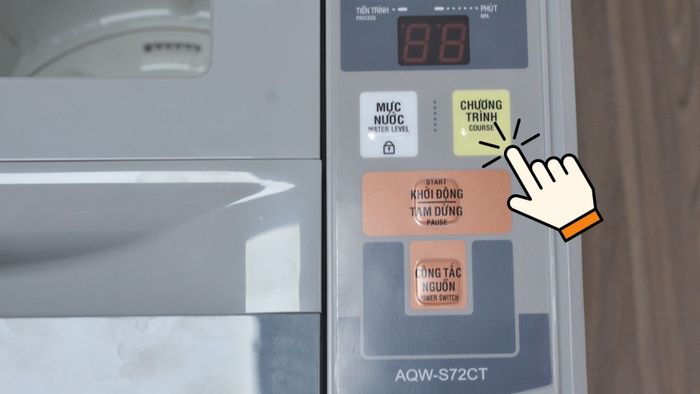 TIẾN TRÌNH
PROCESS
PHÚT
MIN.
88
MỰC
NƯỚC
WATER LEVEL
CHƯƠNG
TRÌNH
COURSE
START
KHỞI ĐỘNG
TẠM DỪNG
PAUSE
CÔNG TẮC
NGUỒN
POWER SWITCH
AQW-S72CT